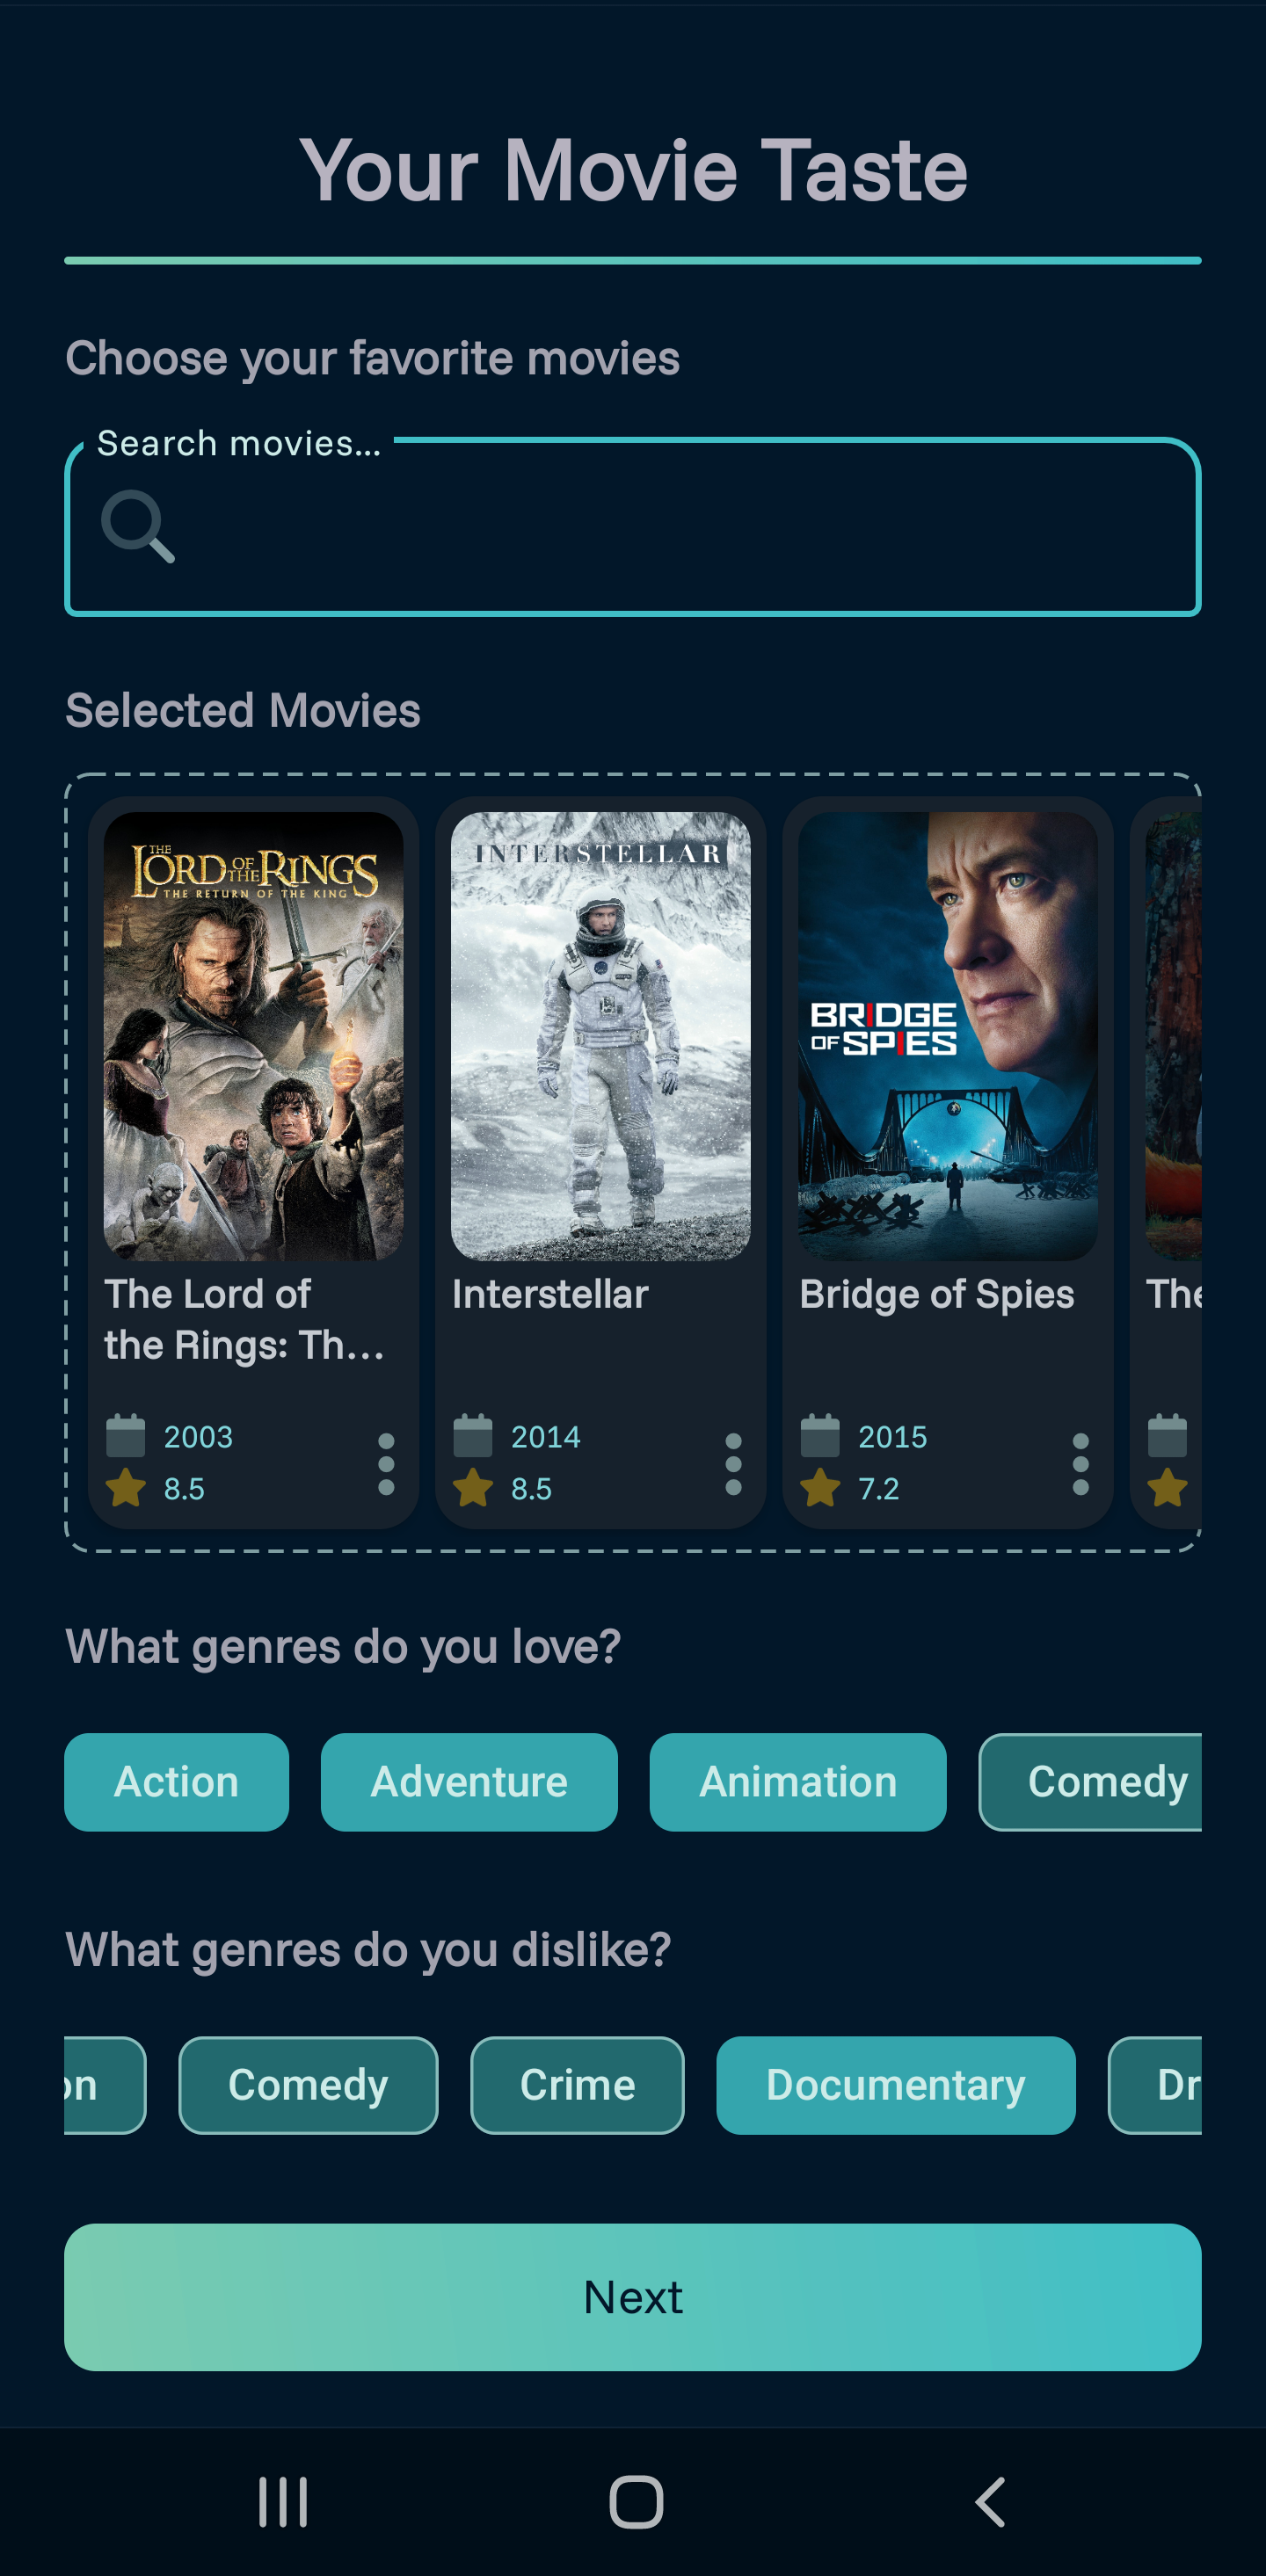 Your Movie Taste
Choose your favorite movies
Search movies...
Selected Movies
THE
LORD OF THE RINGS
THE RETURN OF THE KING
The Lord of
the Rings: Th...
2003
8.5
INTERSTELLAR
Interstellar
2014
8.5
BRIDGE
OF SPIES
Bridge of Spies
2015
7.2
The
What genres do you love?
Action Adventure Animation Comedy
What genres do you dislike?
on Comedy Crime Documentary Dr
Next